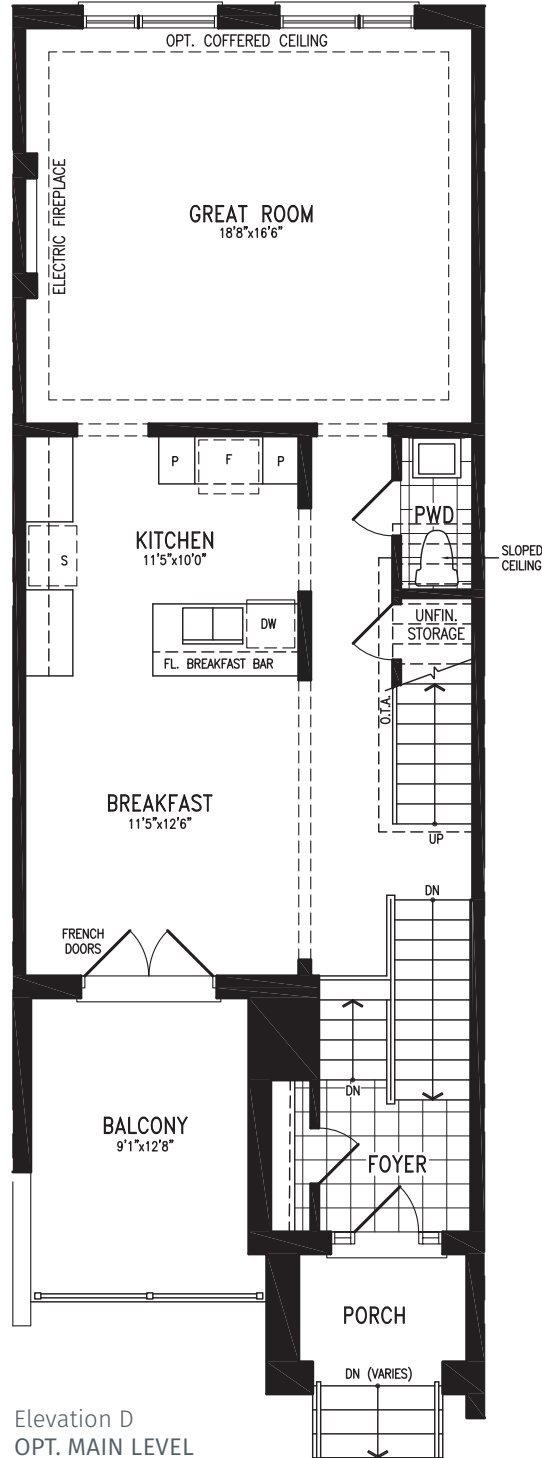 OPT. COFFERED CEILING
ELECTRIC FIREPLACE
GREAT ROOM
18'8"x16'6"
P
F
P
KITCHEN
11'5"x10'0"
S
PWD
SLOPED
CEILING
DW
FL. BREAKFAST BAR
UNFIN.
STORAGE
O.T.A.
BREAKFAST
11'5"x12'6"
UP
DN
FRENCH
DOORS
DN
BALCONY
9'1"x12'8"
FOYER
PORCH
DN (VARIES)
Elevation D
OPT. MAIN LEVEL